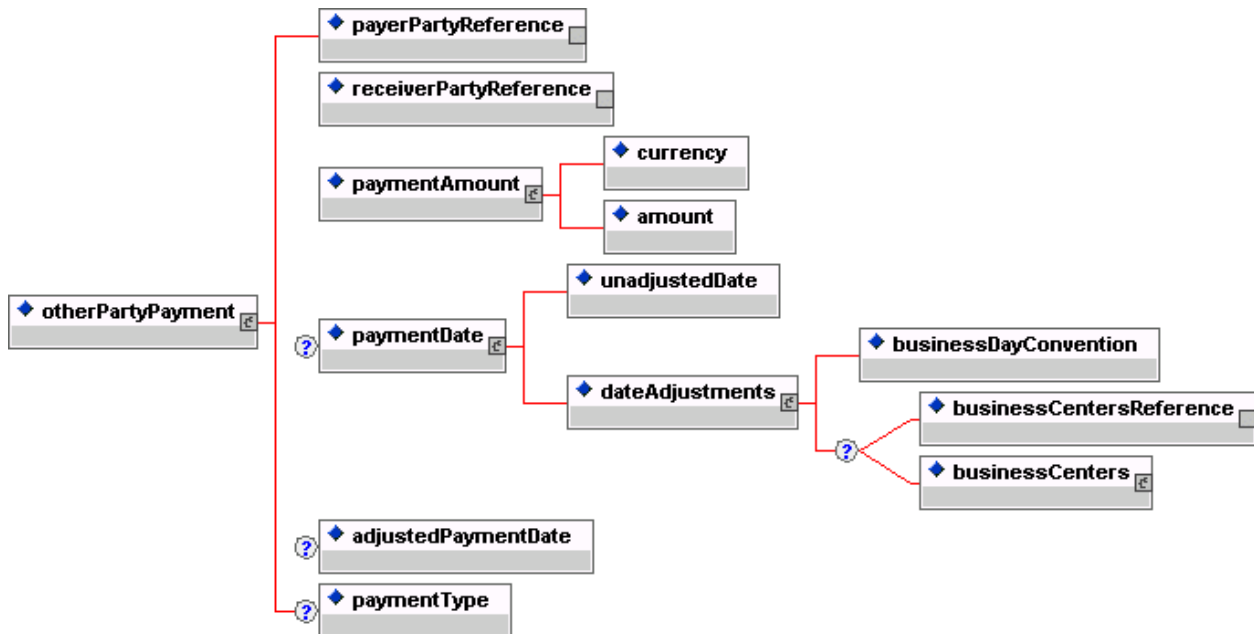 payerPartyReference
receiverPartyReference
currency
paymentAmount
amount
unadjustedDate
otherPartyPayment
? paymentDate
businessDayConvention
dateAdjustments
businessCentersReference
?
businessCenters
? adjustedPaymentDate
? paymentType